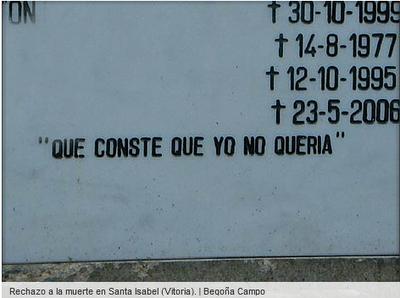 ON
† 30-10-1999
† 14-8-1977
† 12-10-1995
† 23-5-2006
"QUE CONSTE QUE YO NO QUERIA"
Rechazo a la muerte en Santa Isabel (Vitoria). | Begoña Campo